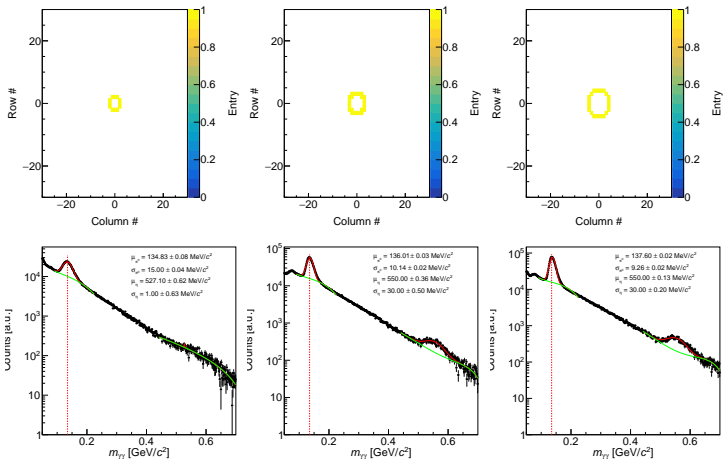 20
0
−20
Row #
−20
0
20
Column #
1
0.8
0.6
0.4
0.2
0
Entry
20
0
−20
Row #
−20
0
20
Column #
1
0.8
0.6
0.4
0.2
0
Entry
20
0
−20
Row #
−20
0
20
Column #
1
0.8
0.6
0.4
0.2
0
Entry
10⁴
10³
10²
10
1
Counts [a.u.]
μπ⁰ = 134.83 ± 0.08 MeV/c²
σπ⁰ = 15.00 ± 0.04 MeV/c²
μη = 527.10 ± 0.62 MeV/c²
ση = 1.00 ± 0.63 MeV/c²
0.2
0.4
0.6
mγγ [GeV/c²]
10⁵
10⁴
10³
10²
10
1
Counts [a.u.]
μπ⁰ = 136.01 ± 0.03 MeV/c²
σπ⁰ = 10.14 ± 0.02 MeV/c²
μη = 550.00 ± 0.36 MeV/c²
ση = 30.00 ± 0.50 MeV/c²
0.2
0.4
0.6
mγγ [GeV/c²]
10⁵
10⁴
10³
10²
10
1
Counts [a.u.]
μπ⁰ = 137.60 ± 0.02 MeV/c²
σπ⁰ = 9.26 ± 0.02 MeV/c²
μη = 550.00 ± 0.13 MeV/c²
ση = 30.00 ± 0.20 MeV/c²
0.2
0.4
0.6
mγγ [GeV/c²]